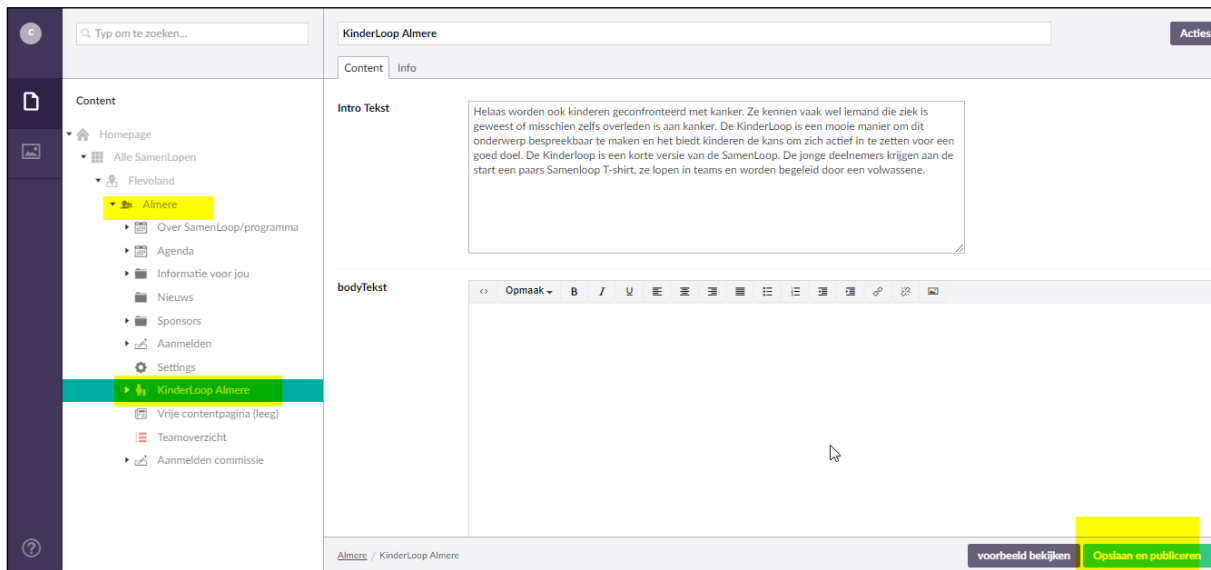 C
Typ om te zoeken...
KinderLoop Almere
Acties
Content
Info
Content
Homepage
Alle SamenLopen
Flevoland
Almere
Over SamenLoop/programma
Agenda
Informatie voor jou
Nieuws
Sponsors
Aanmelden
Settings
KinderLoop Almere
Vrije contentpagina (leeg)
Teamoverzicht
Aanmelden commissie
Intro Tekst
Helaas worden ook kinderen geconfronteerd met kanker. Ze kennen vaak wel iemand die ziek is
geweest of misschien zelfs overleden is aan kanker. De KinderLoop is een mooie manier om dit
onderwerp bespreekbaar te maken en het biedt kinderen de kans om zich actief in te zetten voor een
goed doel. De Kinderloop is een korte versie van de SamenLoop. De jonge deelnemers krijgen aan de
start een paars Samenloop T-shirt, ze lopen in teams en worden begeleid door een volwassene.
bodyTekst
Opmaak
B I U
Almere / KinderLoop Almere
voorbeeld bekijken
Opslaan en publiceren